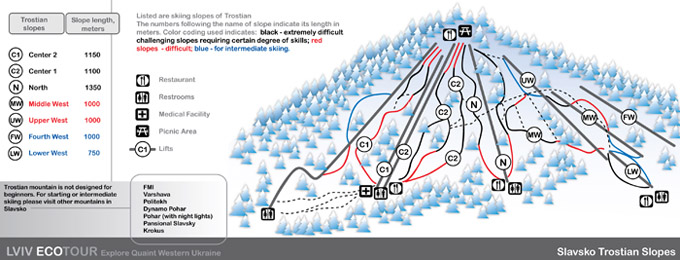 Trostian slopes
Slope length, meters
C1 Center 2 1150
C2 Center 1 1100
N North 1350
MW Middle West 1000
UW Upper West 1000
FW Fourth West 1000
LW Lower West 750
Trostian mountain is not designed for
beginners. For starting or intermediate
skiing please visit other mountains in
Slavsko
FMI
Varshava
Politekh
Dynamo Pohar
Pohar (with night lights)
Pansional Slavsky
Krokus
Listed are skiing slopes of Trostian
The numbers following the name of slope indicate its length in
meters. Color coding used indicates: black - extremely difficult
challenging slopes requiring certain degree of skills; red
slopes - difficult; blue - for intermediate skiing.
Restaurant
Restrooms
Medical Facility
Picnic Area
C1 Lifts
C2
UW
C2
N
MW
FW
C1
C2
MW
UW
C2
N
LW
C1
LVIV ECOTOUR Explore Quaint Western Ukraine
Slavsko Trostian Slopes